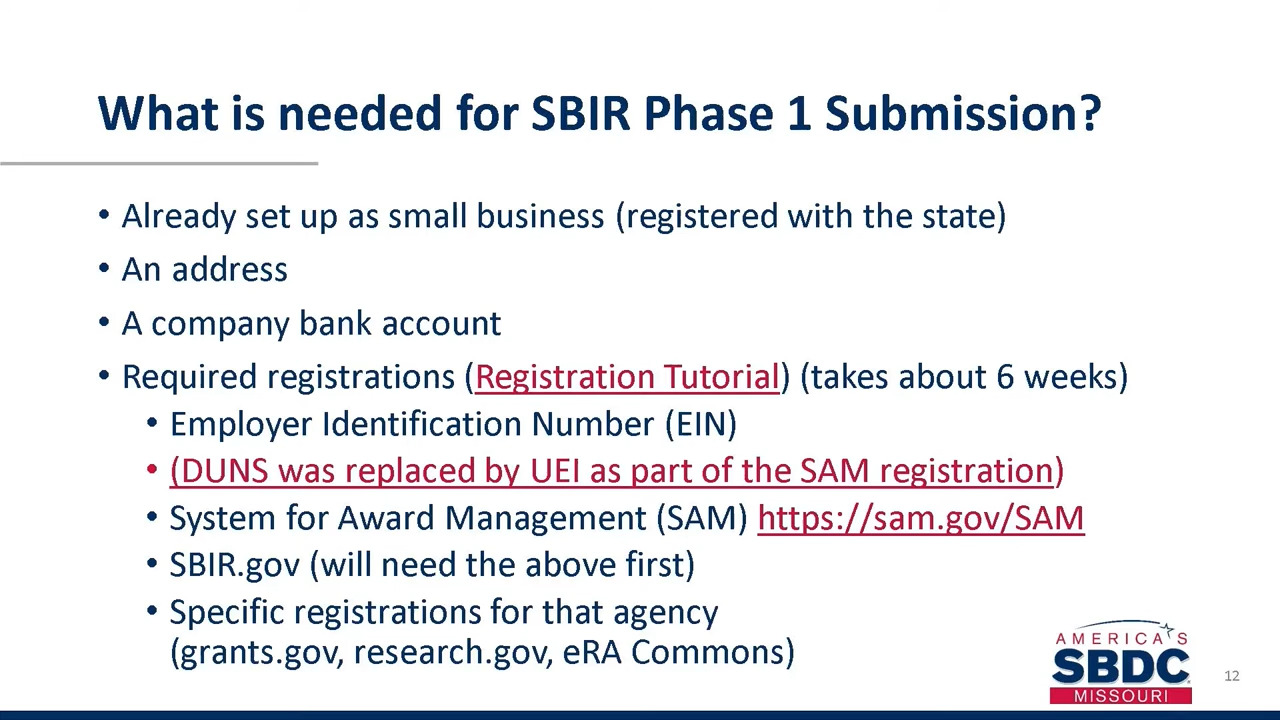 What is needed for SBIR Phase 1 Submission?
• Already set up as small business (registered with the state)
• An address
• A company bank account
• Required registrations (Registration Tutorial) (takes about 6 weeks)
• Employer Identification Number (EIN)
• (DUNS was replaced by UEI as part of the SAM registration)
• System for Award Management (SAM) https://sam.gov/SAM
• SBIR.gov (will need the above first)
• Specific registrations for that agency
(grants.gov, research.gov, eRA Commons)
AMERICA'S
SBDC
MISSOURI
12